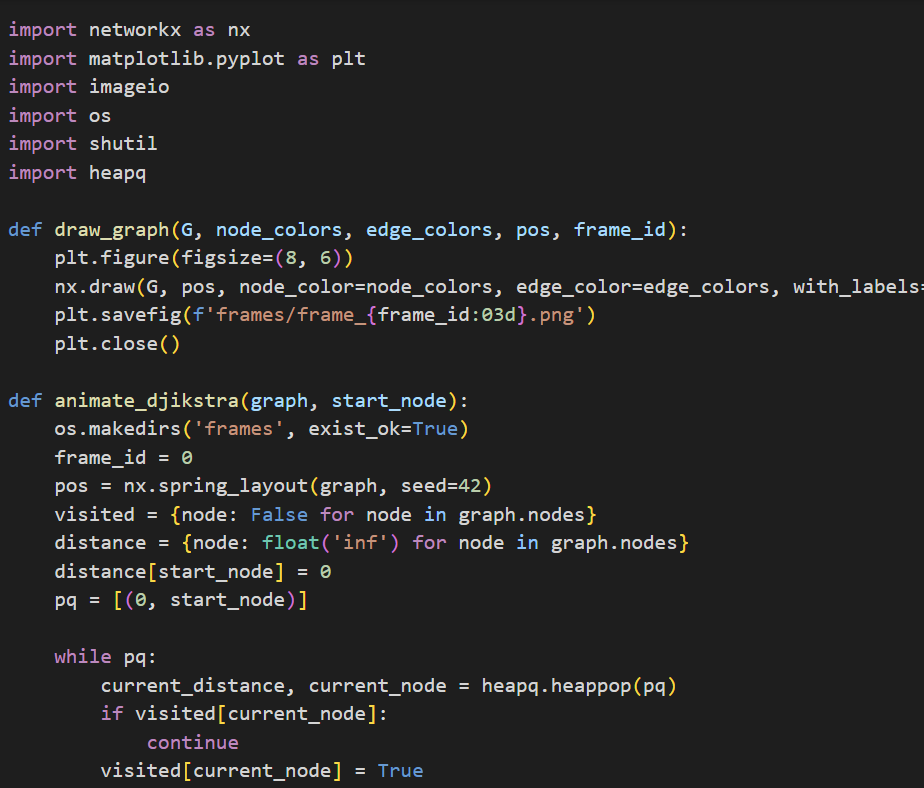 import networkx as nx
import matplotlib.pyplot as plt
import imageio
import os
import shutil
import heapq

def draw_graph(G, node_colors, edge_colors, pos, frame_id):
    plt.figure(figsize=(8, 6))
    nx.draw(G, pos, node_color=node_colors, edge_color=edge_colors, with_labels=
    plt.savefig(f'frames/frame_{frame_id:03d}.png')
    plt.close()

def animate_djikstra(graph, start_node):
    os.makedirs('frames', exist_ok=True)
    frame_id = 0
    pos = nx.spring_layout(graph, seed=42)
    visited = {node: False for node in graph.nodes}
    distance = {node: float('inf') for node in graph.nodes}
    distance[start_node] = 0
    pq = [(0, start_node)]

    while pq:
        current_distance, current_node = heapq.heappop(pq)
        if visited[current_node]:
            continue
        visited[current_node] = True